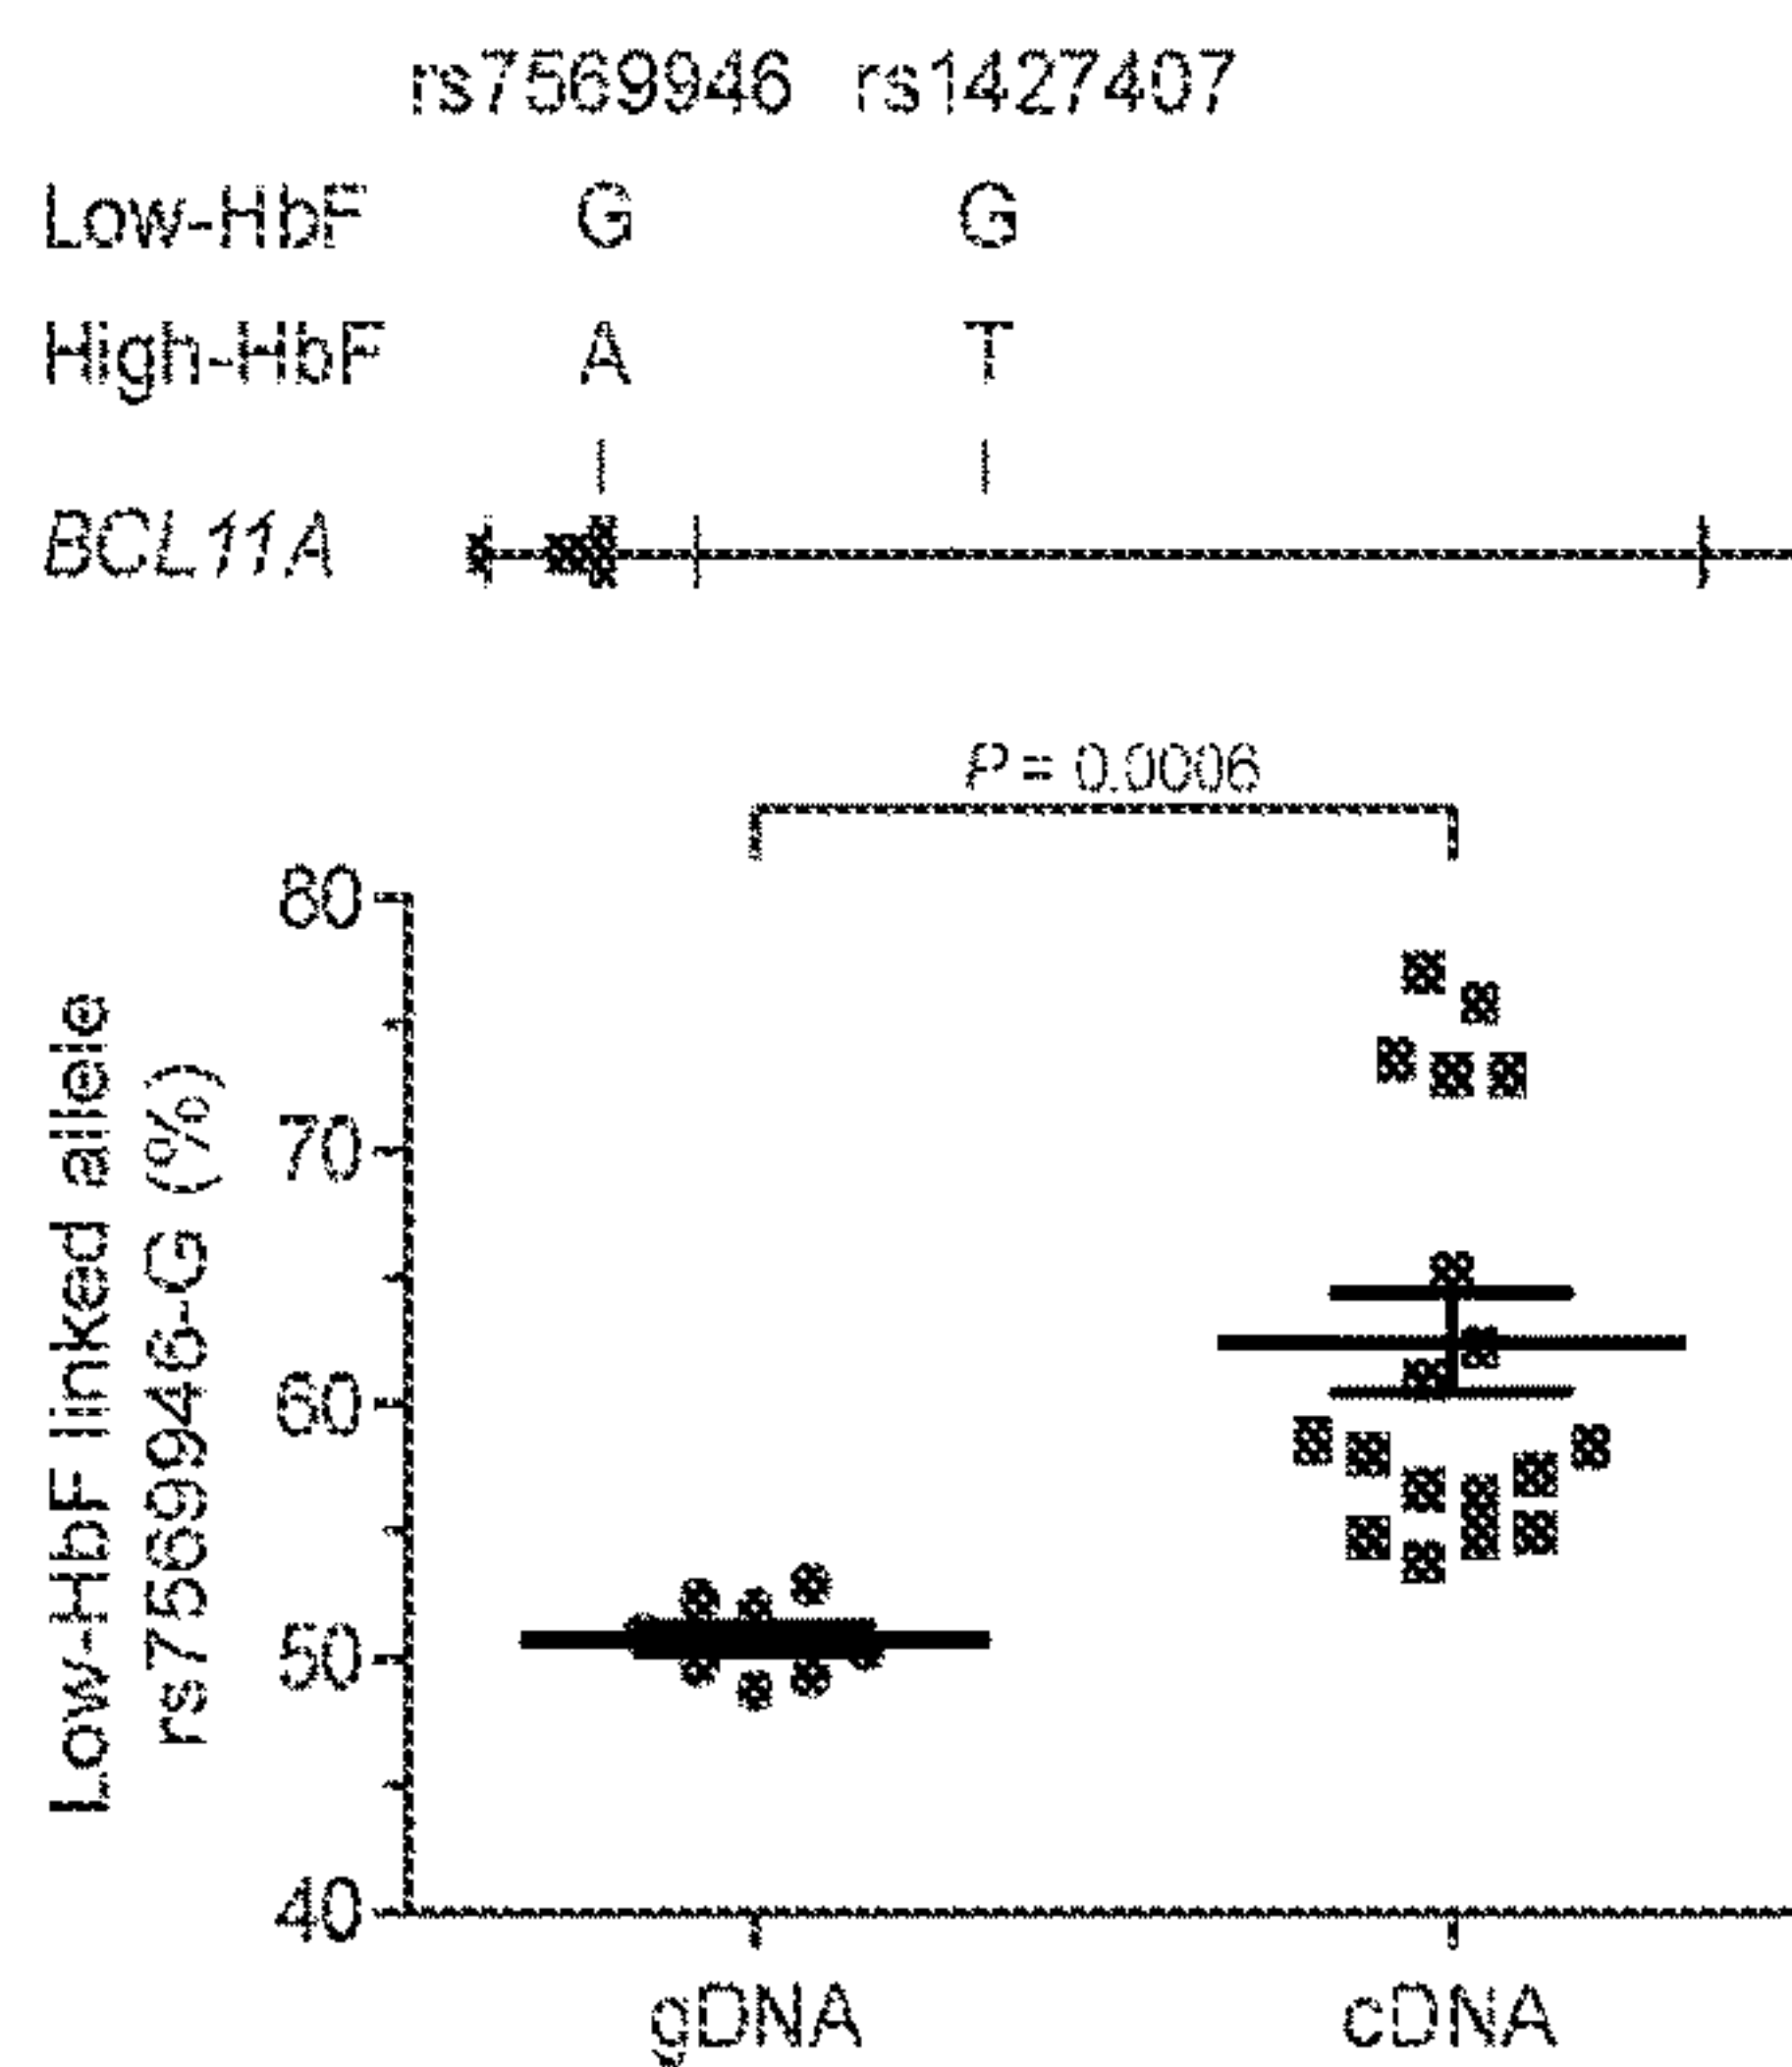 rs7569946 rs1427407
Low-HbF G G
High-HbF A T
BCL11A
P = 0.0006
80
70
60
50
40
Low-HbF linked allele
rs7569946-G (%)
gDNA cDNA